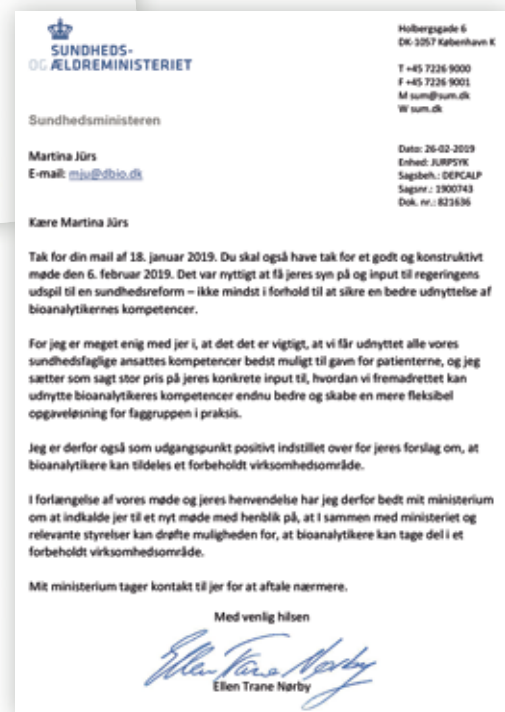 SUNDHEDS-
OG ÆLDREMINISTERIET
Holbergsgade 6
DK-1057 København K
T +45 7226 9000
F +45 7226 9001
M sum@sum.dk
W sum.dk
Sundhedsministeren
Martina Jürs
E-mail: mju@dbio.dk
Dato: 26-02-2019
Enhed: JURPSYK
Sagsbeh.: DEPCALP
Sagsnr.: 1900743
Dok. nr.: 821636
Kære Martina Jürs
Tak for din mail af 18. januar 2019. Du skal også have tak for et godt og konstruktivt
møde den 6. februar 2019. Det var nyttigt at få jeres syn på og input til regeringens
udspil til en sundhedsreform – ikke mindst i forhold til at sikre en bedre udnyttelse af
bioanalytikernes kompetencer.
For jeg er meget enig med jer i, at det det er vigtigt, at vi får udnyttet alle vores
sundhedsfaglige ansattes kompetencer bedst muligt til gavn for patienterne, og jeg
sætter som sagt stor pris på jeres konkrete input til, hvordan vi fremadrettet kan
udnytte bioanalytikeres kompetencer endnu bedre og skabe en mere fleksibel
opgaveløsning for faggruppen i praksis.
Jeg er derfor også som udgangspunkt positivt indstillet over for jeres forslag om, at
bioanalytikere kan tildeles et forbeholdt virksomhedsområde.
I forlængelse af vores møde og jeres henvendelse har jeg derfor bedt mit ministerium
om at indkalde jer til et nyt møde med henblik på, at I sammen med ministeriet og
relevante styrelser kan drøfte muligheden for, at bioanalytikere kan tage del i et
forbeholdt virksomhedsområde.
Mit ministerium tager kontakt til jer for at aftale nærmere.
Med venlig hilsen
Ellen Trane Nørby
Ellen Trane Nørby